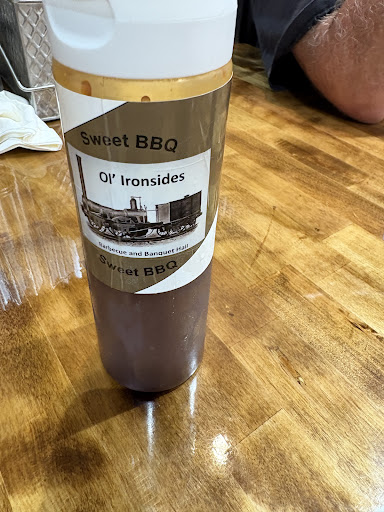 Sweet BBQ
Ol' Ironsides
Barbecue and Banquet Hall
Sweet BBQ